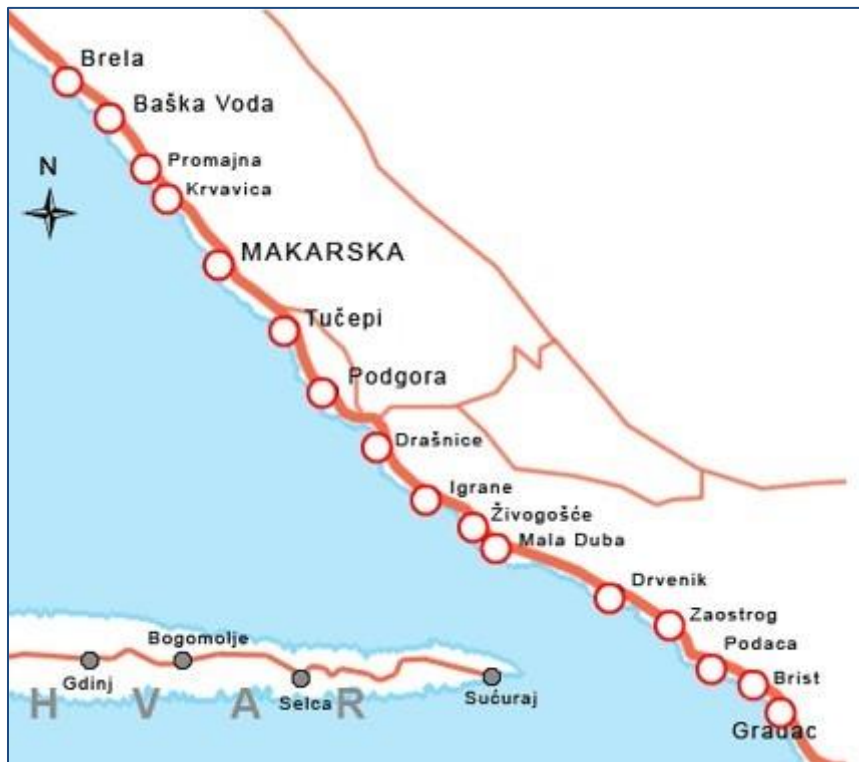 Brela
Baška Voda
Promajna
N
Krvavica
MAKARSKA
Tučepi
Podgora
Drašnice
Igrane
Živogošće
Mala Duba
Drvenik
Zaostrog
Bogomolje
Podaca
Gdinj
Brist
Selca
Sućuraj
HVAR
Gradac